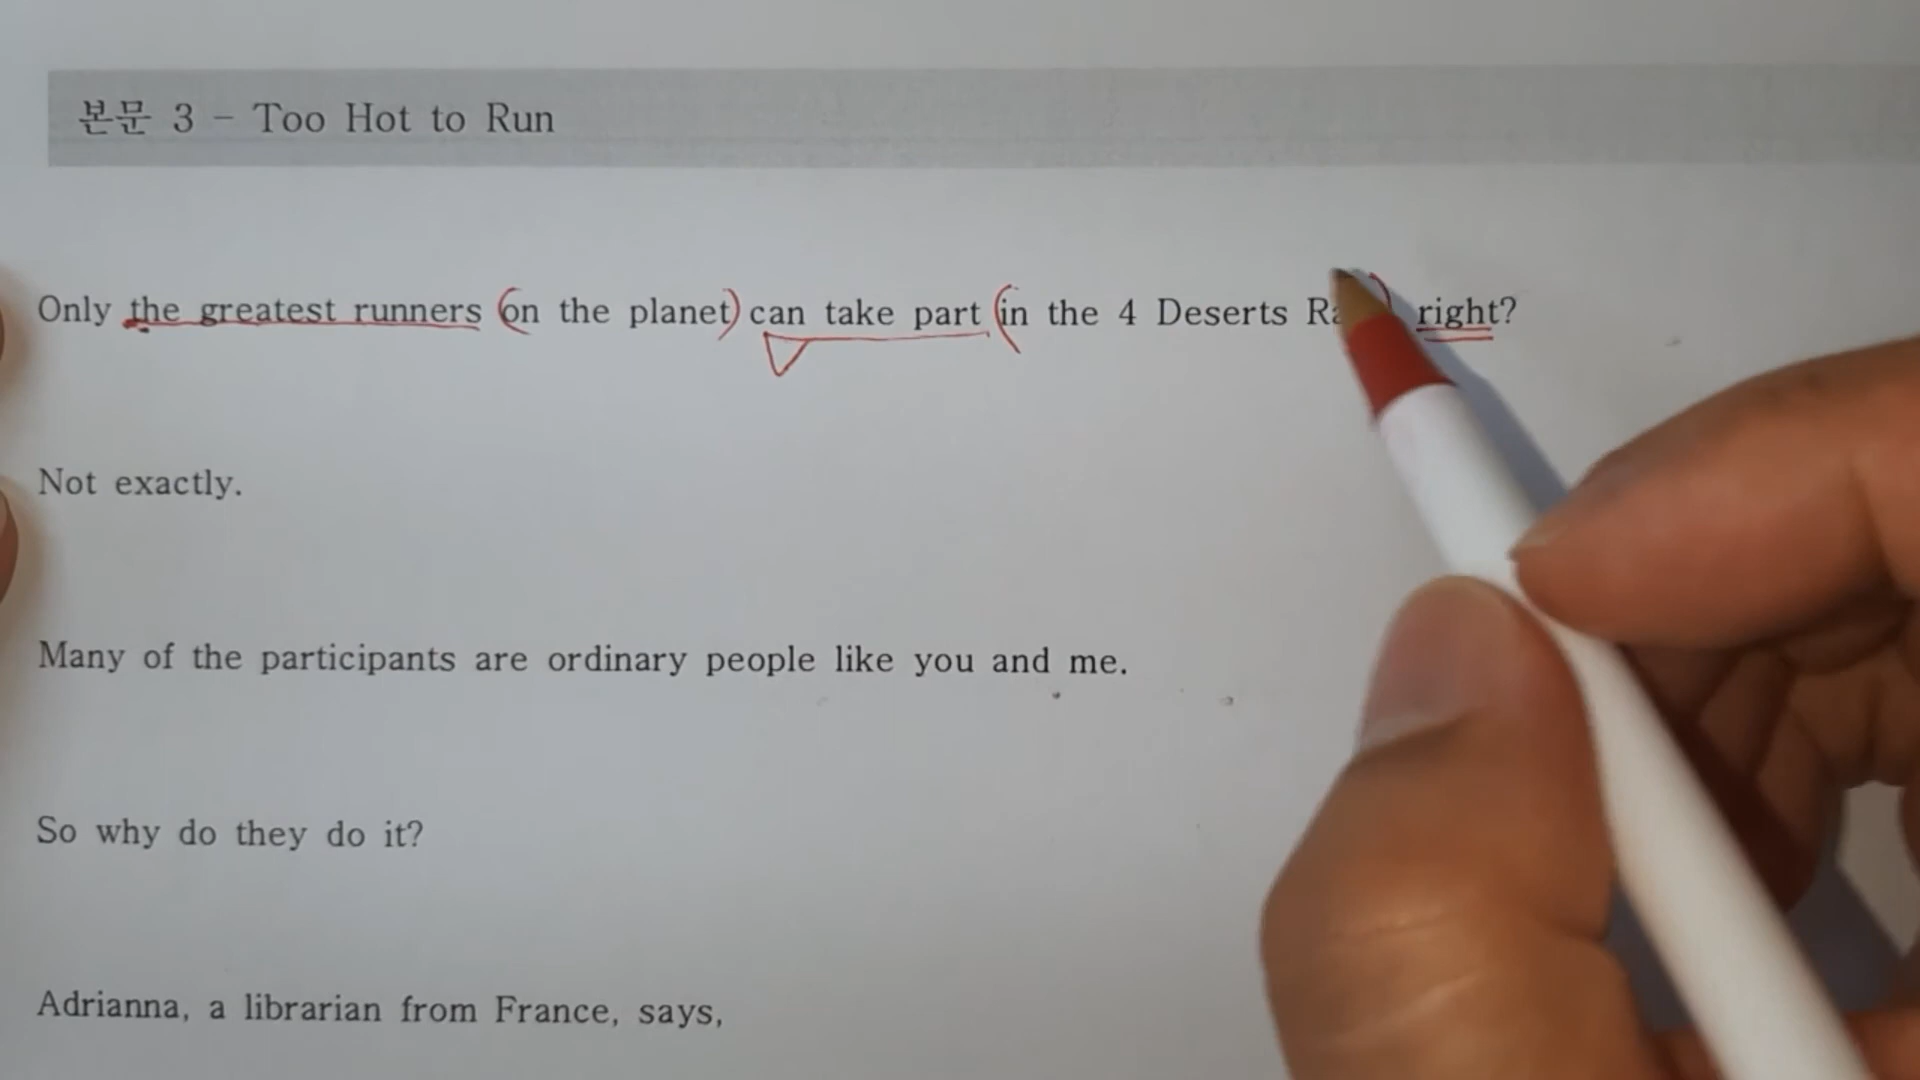 본문 3 - Too Hot to Run
Only the greatest runners on the planet can take part in the 4 Deserts right?
Not exactly.
Many of the participants are ordinary people like you and me.
So why do they do it?
Adrianna, a librarian from France, says,